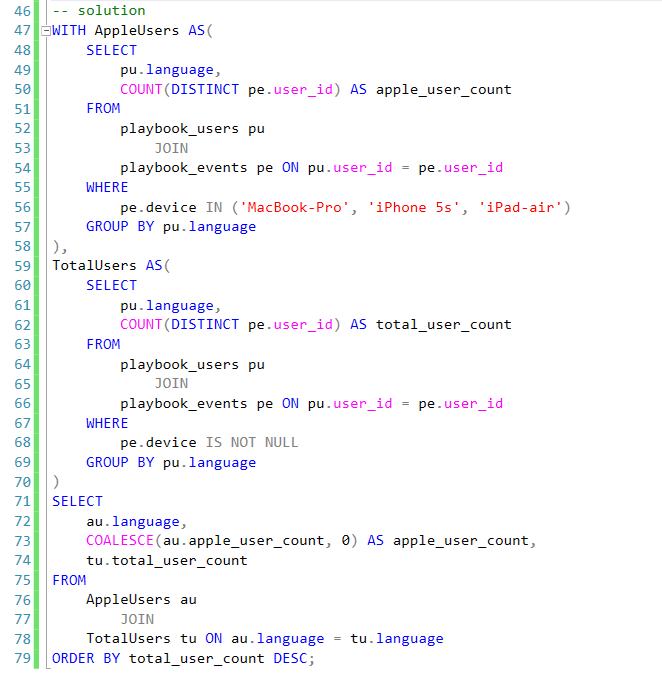 46 -- solution
47 WITH AppleUsers AS(
48 SELECT
49 pu.language,
50 COUNT(DISTINCT pe.user_id) AS apple_user_count
51 FROM
52 playbook_users pu
53 JOIN
54 playbook_events pe ON pu.user_id = pe.user_id
55 WHERE
56 pe.device IN ('MacBook-Pro', 'iPhone 5s', 'iPad-air')
57 GROUP BY pu.language
58 ),
59 TotalUsers AS(
60 SELECT
61 pu.language,
62 COUNT(DISTINCT pe.user_id) AS total_user_count
63 FROM
64 playbook_users pu
65 JOIN
66 playbook_events pe ON pu.user_id = pe.user_id
67 WHERE
68 pe.device IS NOT NULL
69 GROUP BY pu.language
70 )
71 SELECT
72 au.language,
73 COALESCE(au.apple_user_count, 0) AS apple_user_count,
74 tu.total_user_count
75 FROM
76 AppleUsers au
77 JOIN
78 TotalUsers tu ON au.language = tu.language
79 ORDER BY total_user_count DESC;